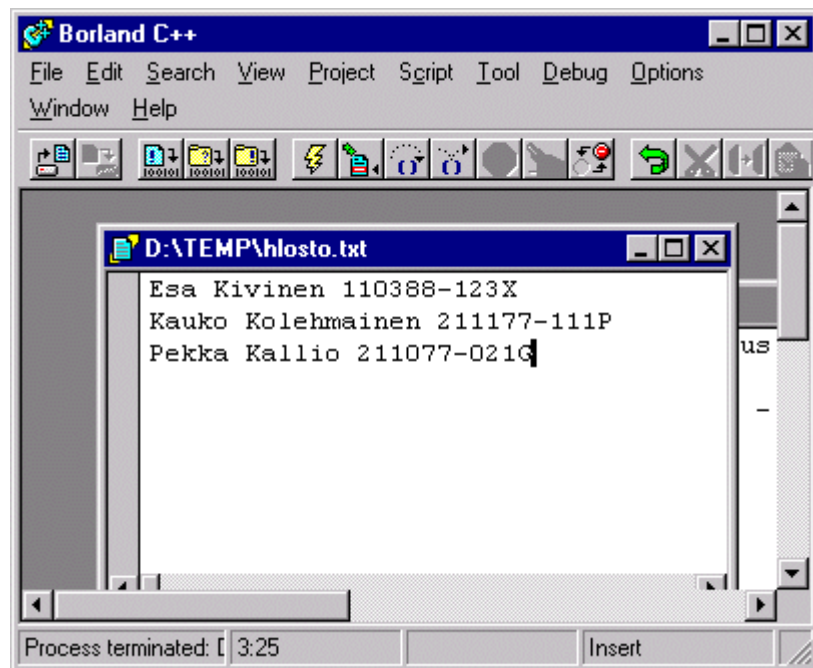 Borland C++
File Edit Search View Project Script Tool Debug Options
Window Help
D:\TEMP\hlosto.txt
Esa Kivinen 110388-123X
Kauko Kolehmainen 211177-111P
Pekka Kallio 211077-021G
us
-
Process terminated: 3:25 Insert